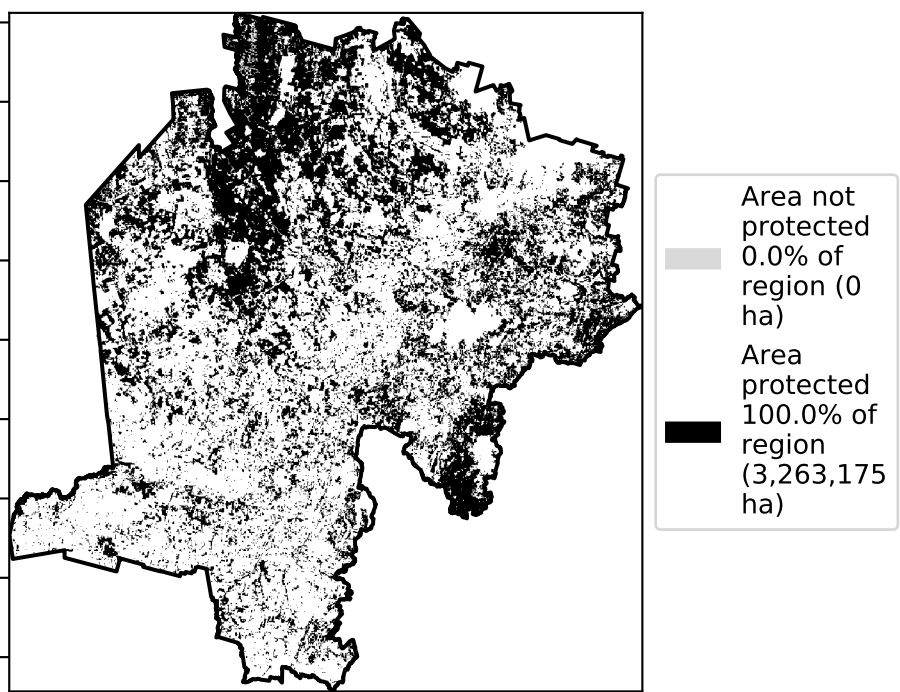 Area not
protected
0.0% of
region (0
ha)
Area
protected
100.0% of
region
(3,263,175
ha)